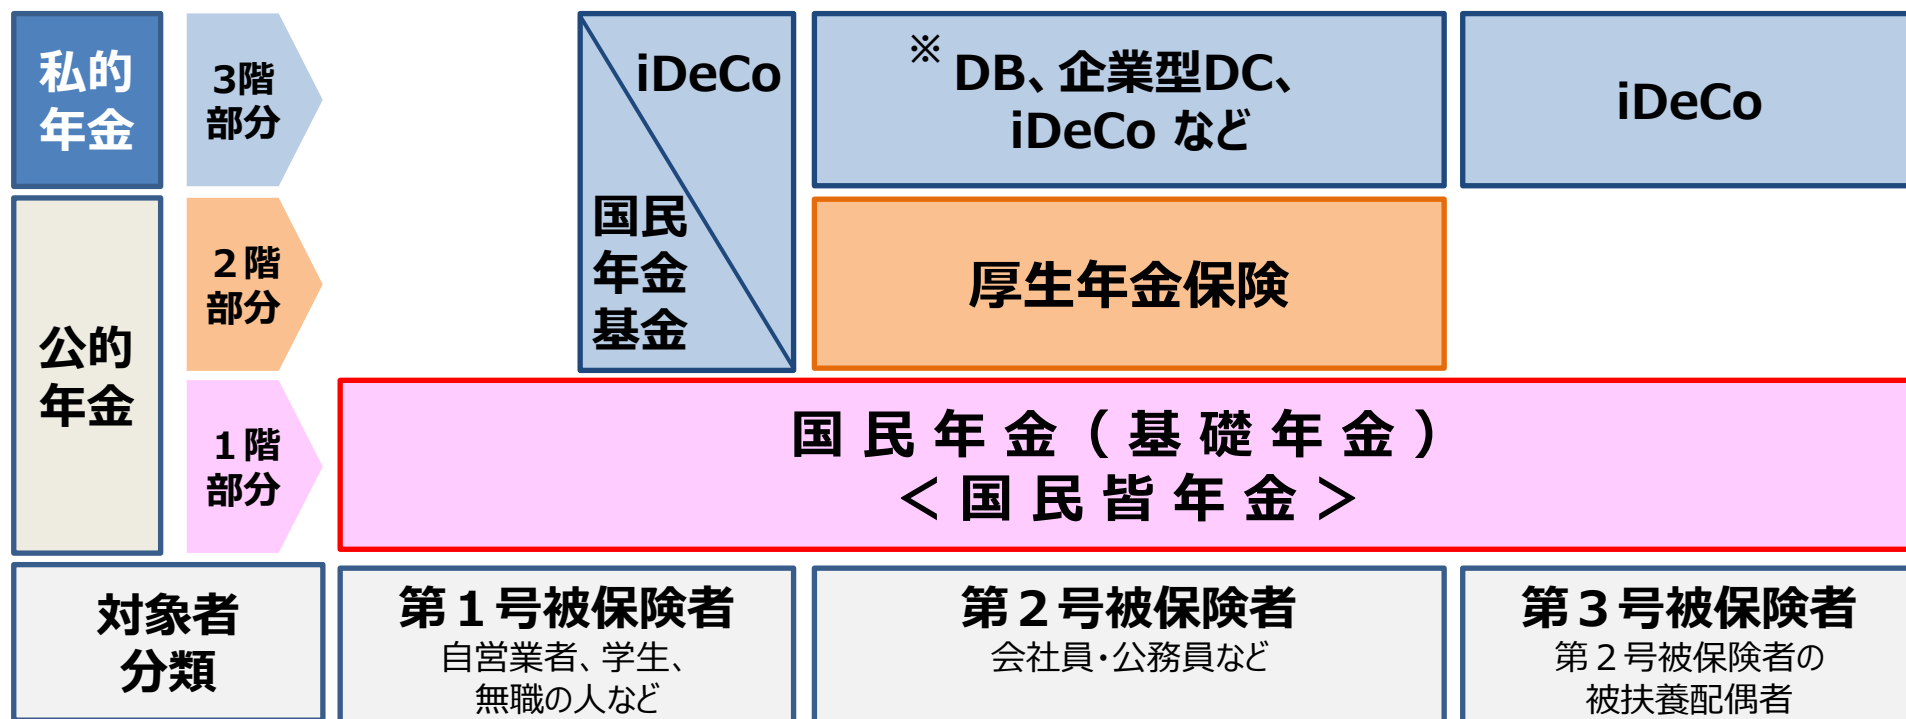 私的
年金
3階
部分
iDeCo
国民
年金
基金
※
DB、企業型DC、
iDeCo など
iDeCo
公的
年金
２階
部分
厚生年金保険
１階
部分
国民年金（基礎年金）
＜国民皆年金＞
対象者
分類
第１号被保険者
自営業者、学生、
無職の人など
第２号被保険者
会社員・公務員など
第３号被保険者
第２号被保険者の
被扶養配偶者